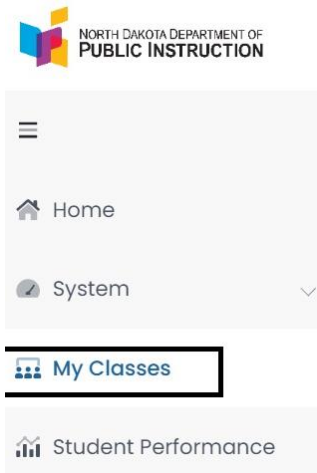 NORTH DAKOTA DEPARTMENT OF
PUBLIC INSTRUCTION
Home
System
My Classes
Student Performance